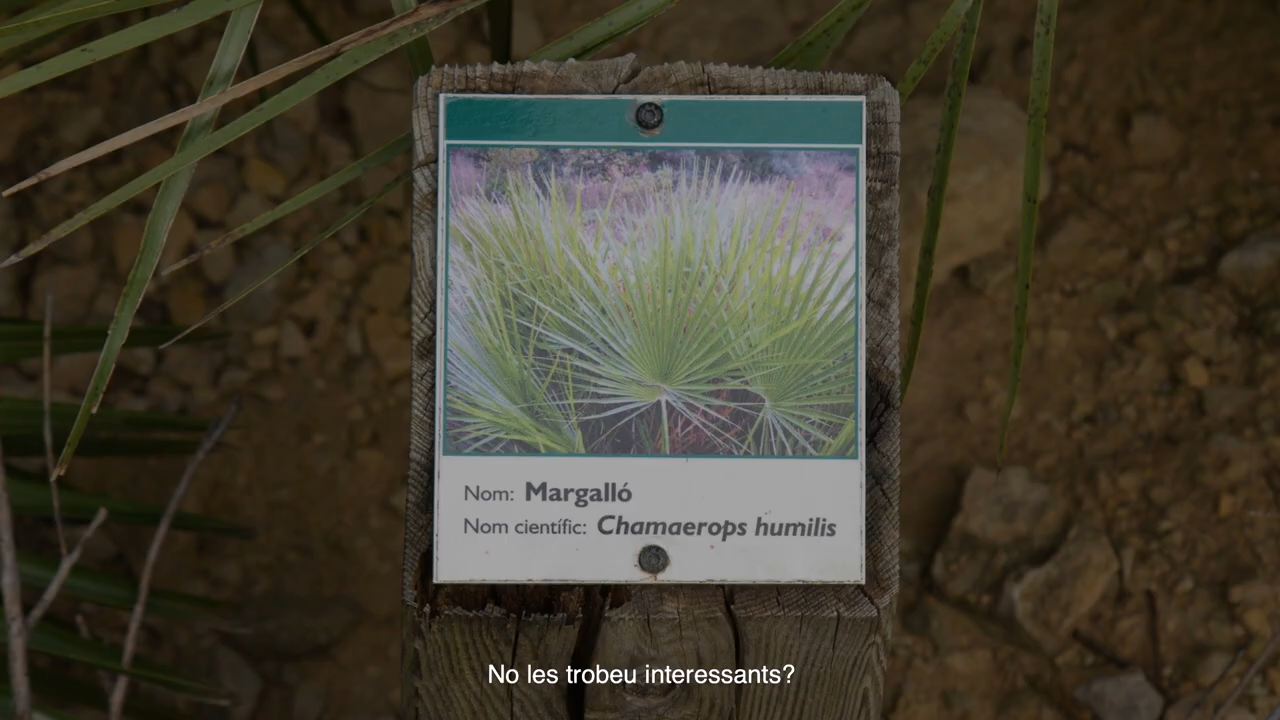 Nom: Margalló
Nom científic: Chamaerops humilis
No les trobeu interessants?